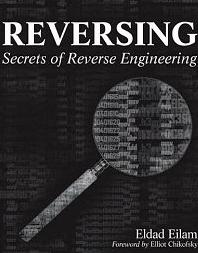 REVERSING
Secrets of Reverse Engineering
Eldad Eilam
Foreword by Elliot Chikofsky